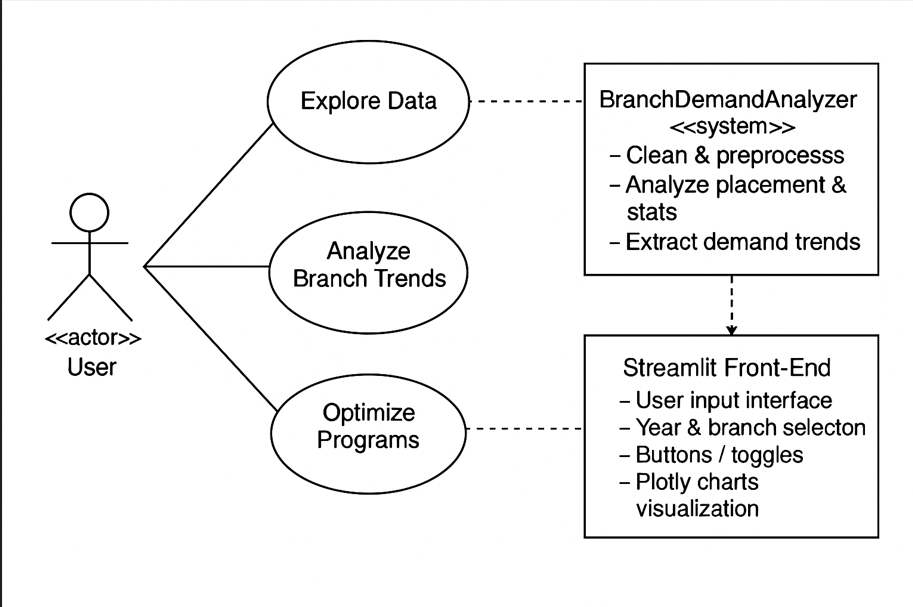 Explore Data
Analyze
Branch Trends
Optimize
Programs
<<actor>>
User
BranchDemandAnalyzer
<<system>>
– Clean & preprocesss
– Analyze placement &
stats
– Extract demand trends
Streamlit Front-End
– User input interface
– Year & branch selecton
– Buttons / toggles
– Plotly charts
visualization